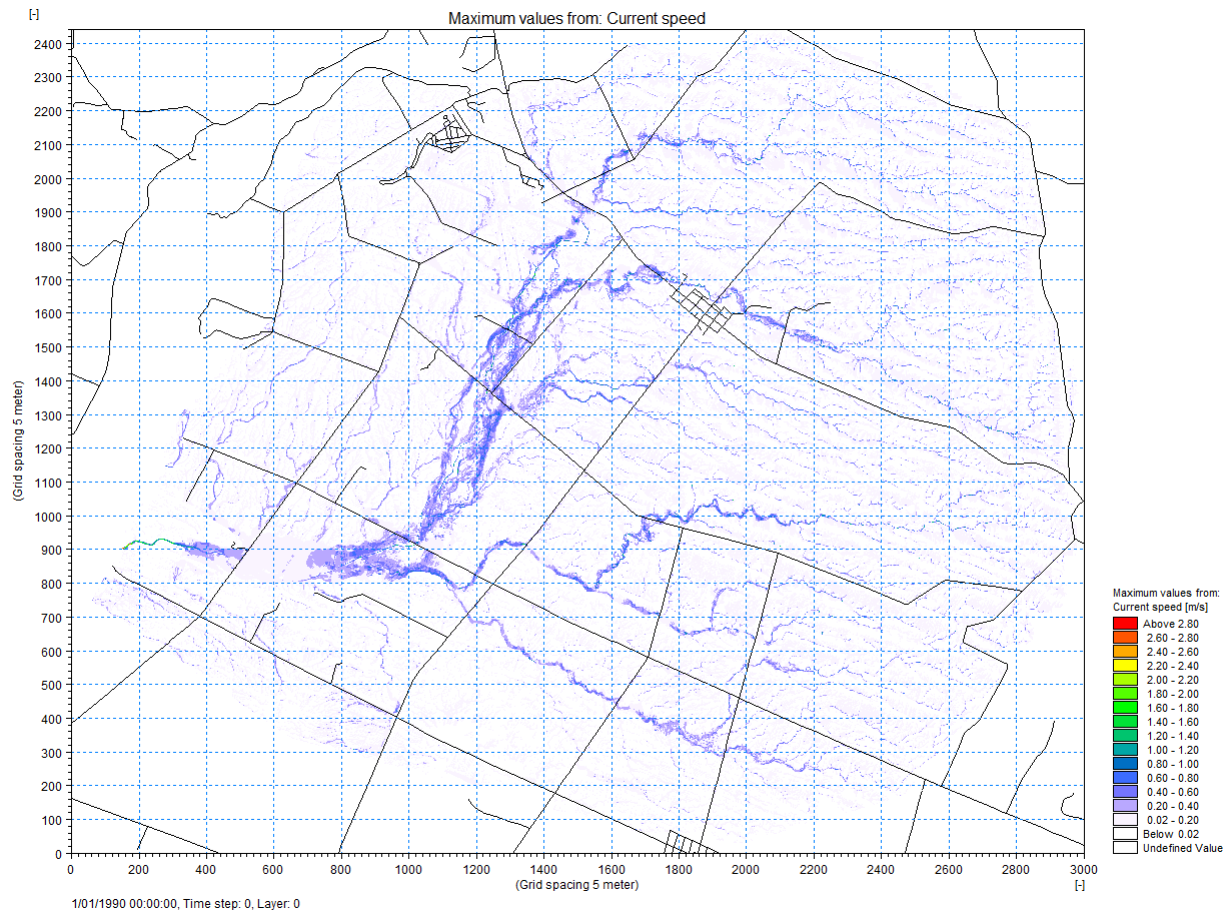 [-]
Maximum values from: Current speed
2400
2300
2200
2100
2000
1900
1800
1700
1600
1500
1400
1300
1200
1100
1000
900
800
700
600
500
400
300
200
100
0
(Grid spacing 5 meter)
0 200 400 600 800 1000 1200 1400 1600 1800 2000 2200 2400 2600 2800 3000
(Grid spacing 5 meter)
[-]
Maximum values from:
Current speed [m/s]
Above 2.80
2.60 - 2.80
2.40 - 2.60
2.20 - 2.40
2.00 - 2.20
1.80 - 2.00
1.60 - 1.80
1.40 - 1.60
1.20 - 1.40
1.00 - 1.20
0.80 - 1.00
0.60 - 0.80
0.40 - 0.60
0.20 - 0.40
0.02 - 0.20
Below 0.02
Undefined Value
1/01/1990 00:00:00, Time step: 0, Layer: 0